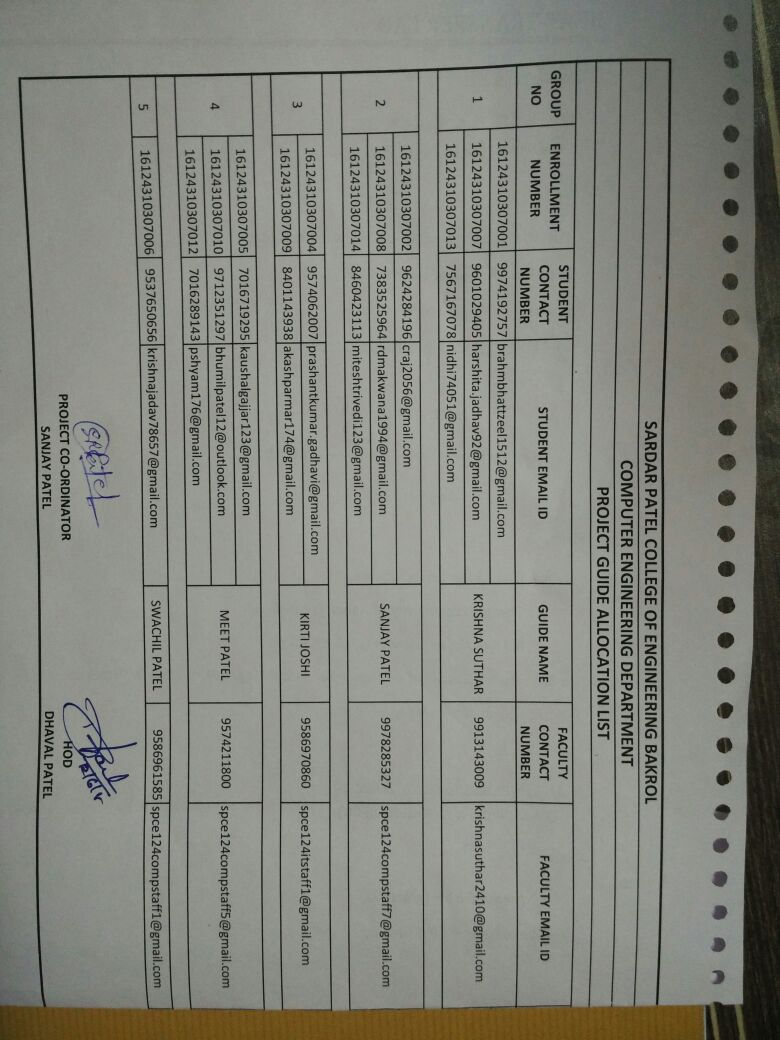 SARDAR PATEL COLLEGE OF ENGINEERING BAKROL
COMPUTER ENGINEERING DEPARTMENT
PROJECT GUIDE ALLOCATION LIST
GROUP NO ENROLLMENT NUMBER STUDENT CONTACT NUMBER STUDENT EMAIL ID GUIDE NAME FACULTY CONTACT NUMBER FACULTY EMAIL ID
1 16124310307001 9974192757 brahmbhattzeel1512@gmail.com KRISHNA SUTHAR 9913143009 krishnasuthar2410@gmail.com
16124310307007 9601029405 harshita.jadhav92@gmail.com
16124310307013 7567167078 nidhi74051@gmail.com
2 16124310307002 9624284196 craj2056@gmail.com SANJAY PATEL 9978285327 spce124compstaff7@gmail.com
16124310307008 7383525964 rdmakwana1994@gmail.com
16124310307014 8460423113 miteshtrivedi123@gmail.com
3 16124310307004 9574062007 prashantkumar.gadhavi@gmail.com KIRTI JOSHI 9586970860 spce124itstaff1@gmail.com
16124310307009 8401143938 akashparmar174@gmail.com
4 16124310307005 7016719295 kaushalgajjar123@gmail.com MEET PATEL 9574211800 spce124compstaff5@gmail.com
16124310307010 9712351297 bhumilpatel12@outlook.com
16124310307012 7016289143 pshyam176@gmail.com
5 16124310307006 9537650656 krishnajadav78657@gmail.com SWACHIL PATEL 9586961585 spce124compstaff1@gmail.com
PROJECT CO-ORDINATOR
SANJAY PATEL
HOD
DHAVAL PATEL